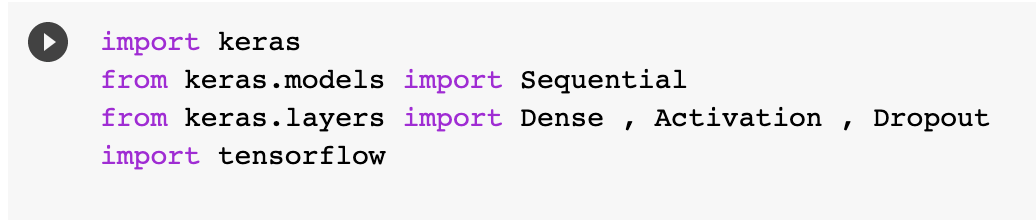 import keras
from keras.models import Sequential
from keras.layers import Dense , Activation , Dropout
import tensorflow